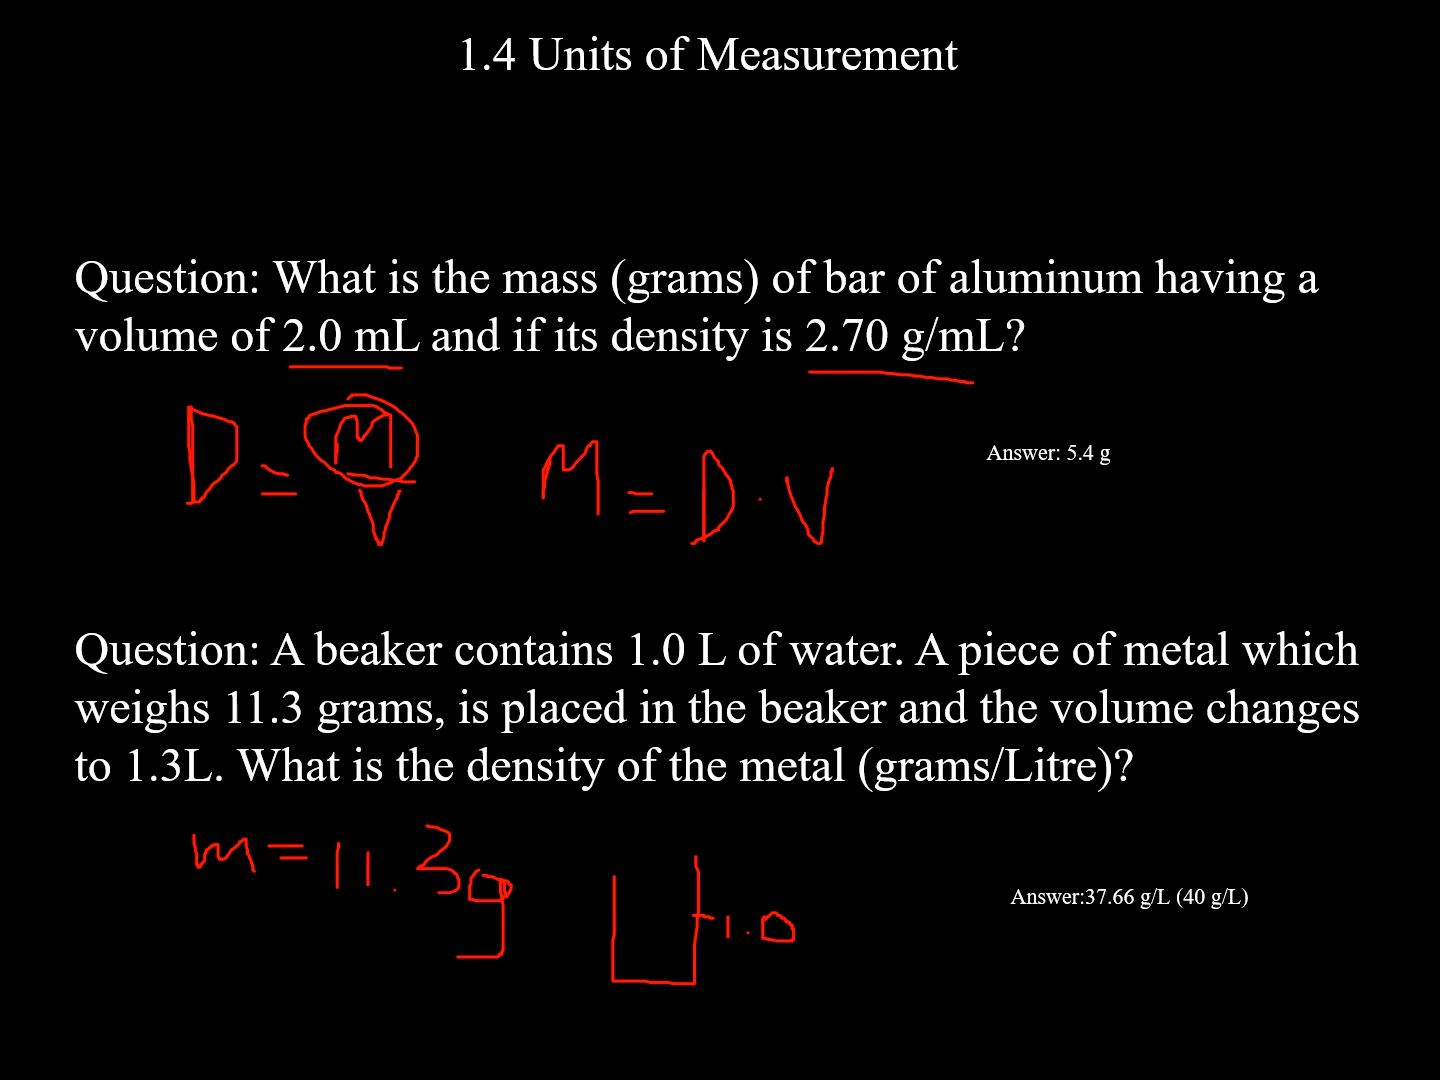 1.4 Units of Measurement
Question: What is the mass (grams) of bar of aluminum having a
volume of 2.0 mL and if its density is 2.70 g/mL?
D = M/V M = D · V
Answer: 5.4 g
Question: A beaker contains 1.0 L of water. A piece of metal which
weighs 11.3 grams, is placed in the beaker and the volume changes
to 1.3L. What is the density of the metal (grams/Litre)?
m = 11.3g 1.0
Answer:37.66 g/L (40 g/L)